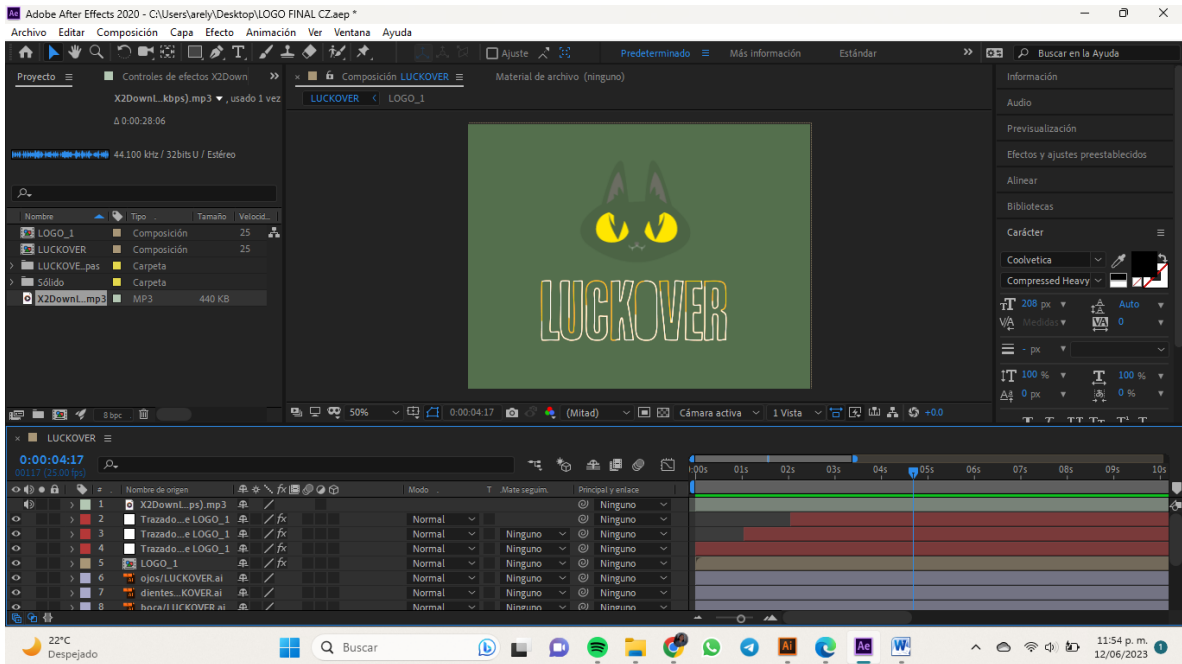 Adobe After Effects 2020 - C:\Users\arely\Desktop\LOGO FINAL CZ.aep *
Archivo Editar Composición Capa Efecto Animación Ver Ventana Ayuda
Ajuste Predeterminado Más información Estándar Buscar en la Ayuda
Proyecto Controles de efectos X2Down Composición LUCKOVER Material de archivo (ninguno)
X2Downl...kbps).mp3 , usado 1 vez
Δ 0:00:28:06
44.100 kHz / 32bits U / Estéreo
Nombre Tipo Tamaño Velocid...
LOGO_1 Composición 25
LUCKOVER Composición 25
LUCKOVE...pas Carpeta
Sólido Carpeta
X2Downl...mp3 MP3 440 KB
8 bpc
LUCKOVER LOGO_1
LUCKOVER
50% 0:00:04:17 (Mitad) Cámara activa 1 Vista +0.0
Información
Audio
Previsualización
Efectos y ajustes preestablecidos
Alinear
Bibliotecas
Carácter
Coolvetica
Compressed Heavy
208 px Auto
Medidas 0
- px
100 % 100 %
0 px 0 %
LUCKOVER
0:00:04:17
00117 (25.00 fps)
:00s 01s 02s 03s 04s 05s 06s 07s 08s 09s 10s
# Nombre de origen Modo T .Mate seguim. Principal y enlace
1 X2Downl...ps).mp3 Ninguno
2 Trazado...e LOGO_1 Normal Ninguno
3 Trazado...e LOGO_1 Normal Ninguno Ninguno
4 Trazado...e LOGO_1 Normal Ninguno Ninguno
5 LOGO_1 Normal Ninguno Ninguno
6 ojos/LUCKOVER.ai Normal Ninguno Ninguno
7 dientes...KOVER.ai Normal Ninguno Ninguno
8 boca/LUCKOVER.ai Normal Ninguno Ninguno
22°C
Despejado
Buscar
11:54 p. m.
12/06/2023
1